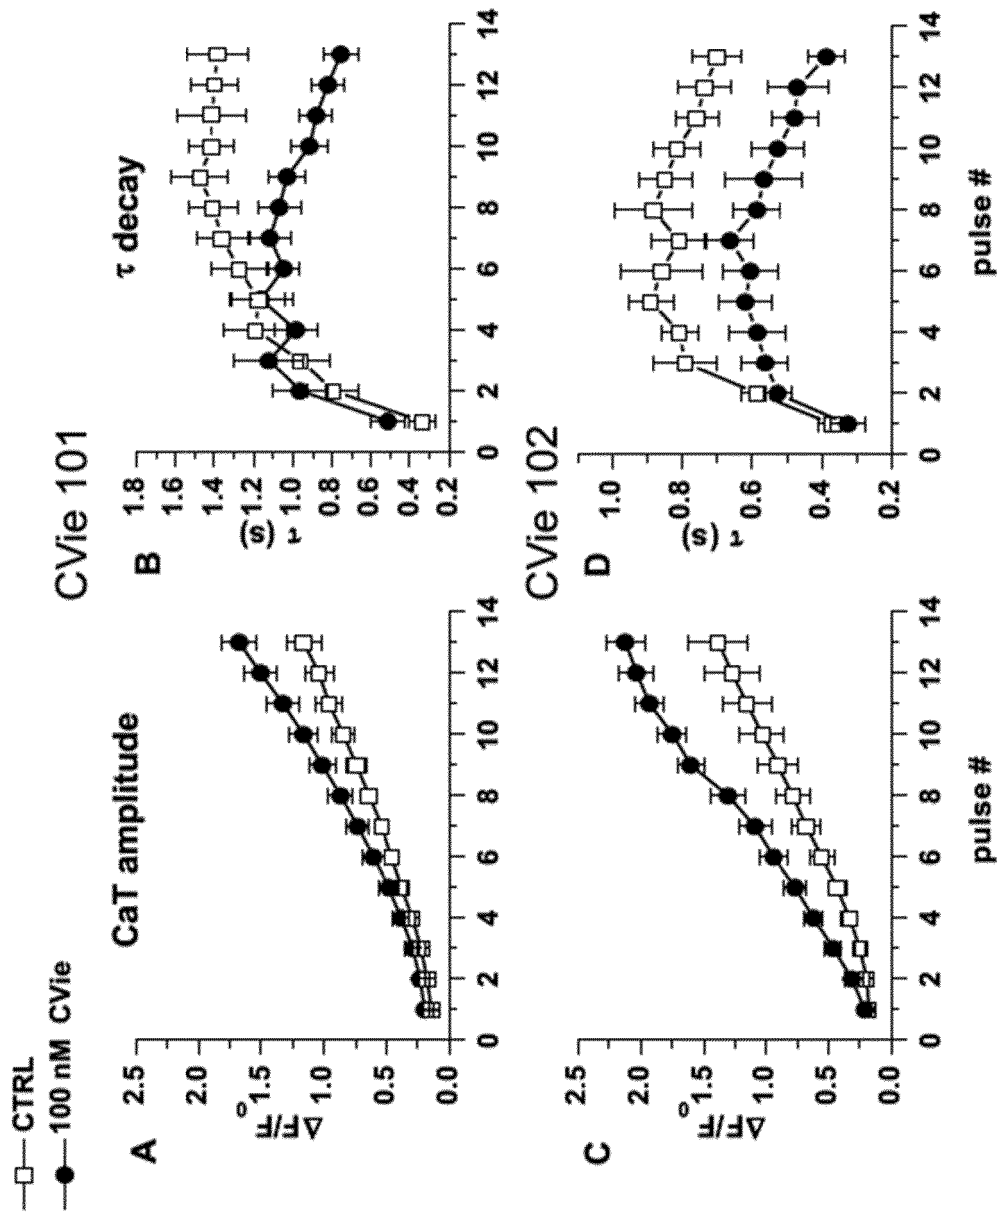 CTRL
100 nM CVie
CVie 101
CaT amplitude
τ decay
A
2.5
2.0
1.5
1.0
0.5
0.0
Δ F/F₀
0 2 4 6 8 10 12 14
B
1.8
1.6
1.4
1.2
1.0
0.8
0.6
0.4
0.2
τ (s)
0 2 4 6 8 10 12 14
CVie 102
C
2.5
2.0
1.5
1.0
0.5
0.0
Δ F/F₀
0 2 4 6 8 10 12 14
pulse #
D
1.0
0.8
0.6
0.4
0.2
τ (s)
0 2 4 6 8 10 12 14
pulse #